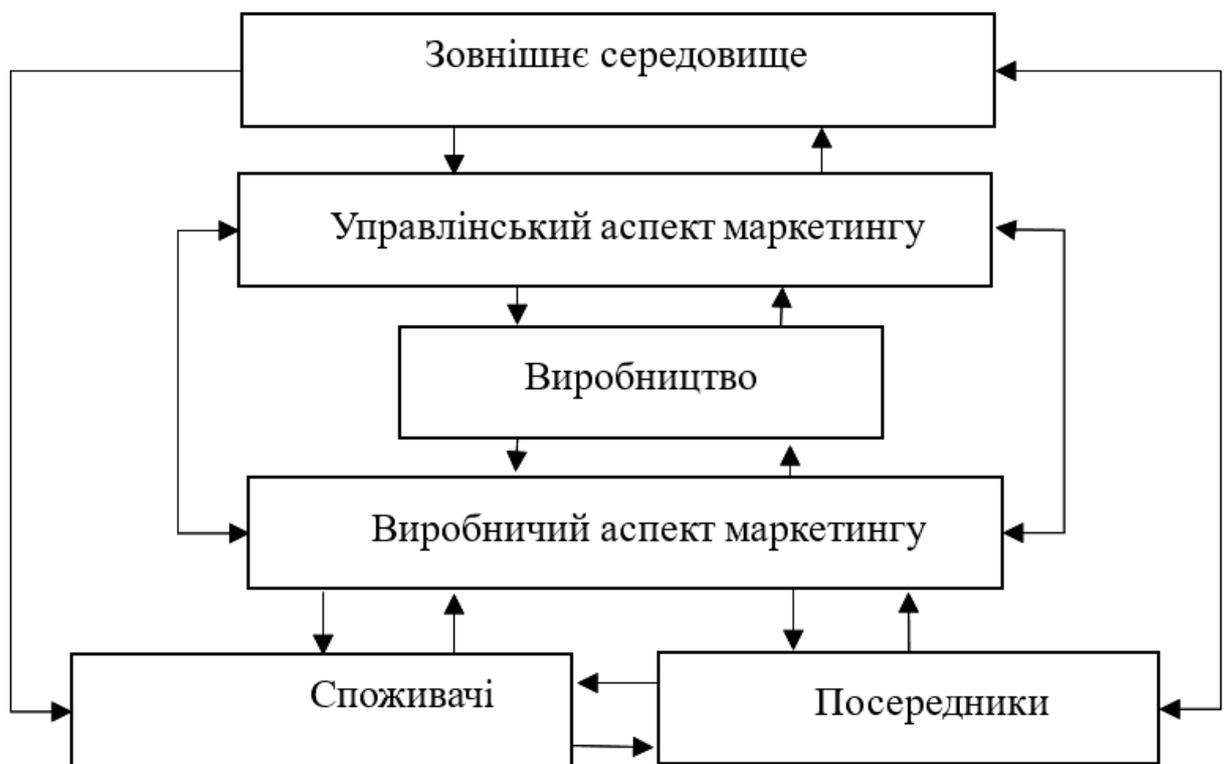 Зовнішнє середовище
Управлінський аспект маркетингу
Виробництво
Виробничий аспект маркетингу
Споживачі
Посередники